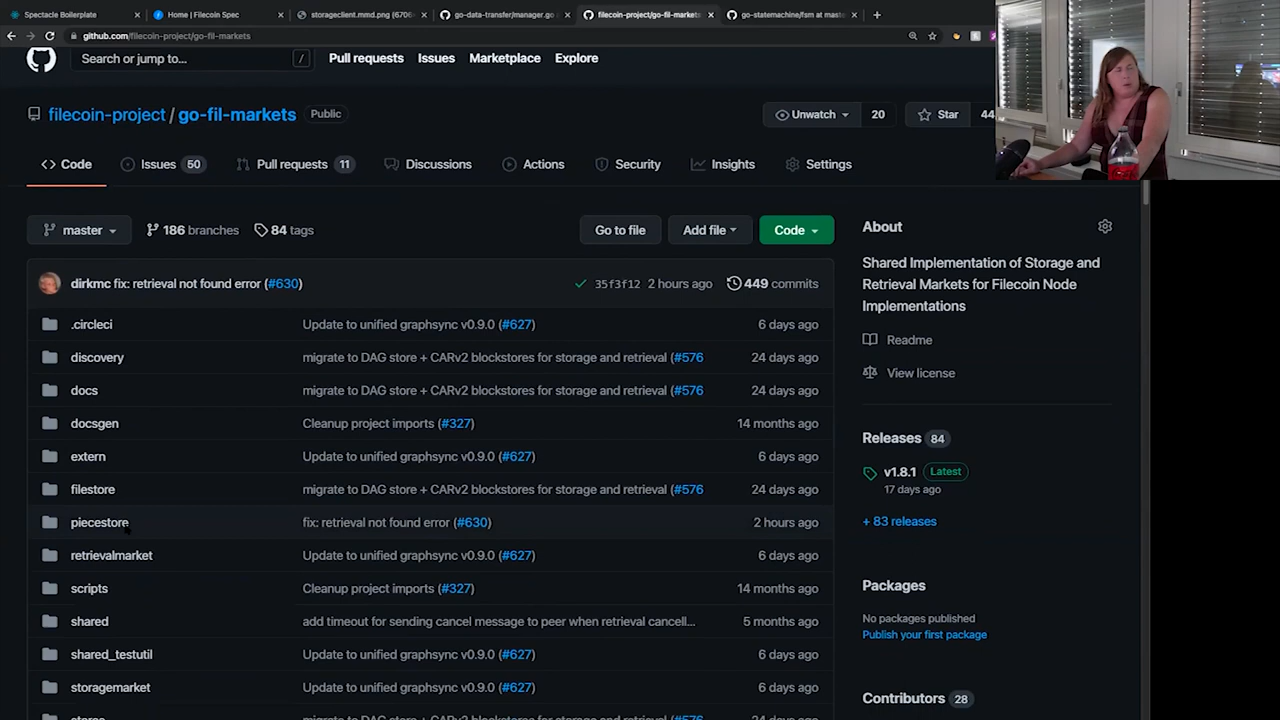 Spectacle Boilerplate
Home | Filecoin Spec
storageclient.mmd.png (6706×
go-data-transfer/manager.go
filecoin-project/go-fil-markets
go-statemachine/fsm at maste
github.com/filecoin-project/go-fil-markets
Search or jump to...
/
Pull requests
Issues
Marketplace
Explore
filecoin-project / go-fil-markets
Public
Unwatch
20
Star
44
Code
Issues 50
Pull requests 11
Discussions
Actions
Security
Insights
Settings
master
186 branches
84 tags
Go to file
Add file
Code
dirkmc fix: retrieval not found error (#630)
35f3f12 2 hours ago
449 commits
.circleci Update to unified graphsync v0.9.0 (#627) 6 days ago
discovery migrate to DAG store + CARv2 blockstores for storage and retrieval (#576 24 days ago
docs migrate to DAG store + CARv2 blockstores for storage and retrieval (#576 24 days ago
docsgen Cleanup project imports (#327) 14 months ago
extern Update to unified graphsync v0.9.0 (#627) 6 days ago
filestore migrate to DAG store + CARv2 blockstores for storage and retrieval (#576 24 days ago
piecestore fix: retrieval not found error (#630) 2 hours ago
retrievalmarket Update to unified graphsync v0.9.0 (#627) 6 days ago
scripts Cleanup project imports (#327) 14 months ago
shared add timeout for sending cancel message to peer when retrieval cancell... 5 months ago
shared_testutil Update to unified graphsync v0.9.0 (#627) 6 days ago
storagemarket Update to unified graphsync v0.9.0 (#627) 6 days ago
About
Shared Implementation of Storage and
Retrieval Markets for Filecoin Node
Implementations
Readme
View license
Releases 84
v1.8.1 Latest
17 days ago
+ 83 releases
Packages
No packages published
Publish your first package
Contributors 28